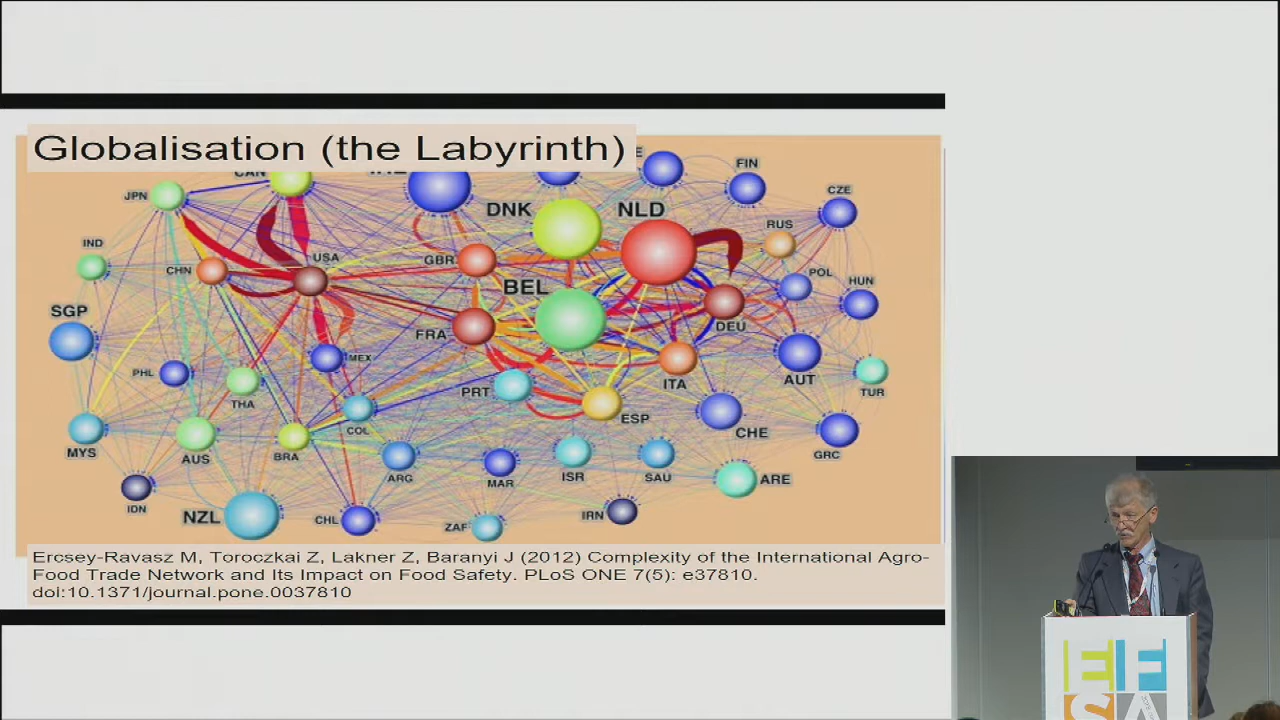 Globalisation (the Labyrinth)
CAN
FIN
JPN
CZE
DNK
NLD
RUS
IND
USA
GBR
CHN
POL
HUN
BEL
SGP
DEU
FRA
MEX
PHL
ITA
AUT
PRT
TUR
THA
ESP
COL
CHE
MYS
AUS
BRA
GRC
ARG
MAR
ISR
SAU
ARE
IDN
NZL
CHL
ZAF
IRN
Ercsey-Ravasz M, Toroczkai Z, Lakner Z, Baranyi J (2012) Complexity of the International Agro-
Food Trade Network and Its Impact on Food Safety. PLoS ONE 7(5): e37810.
doi:10.1371/journal.pone.0037810
EF
SA